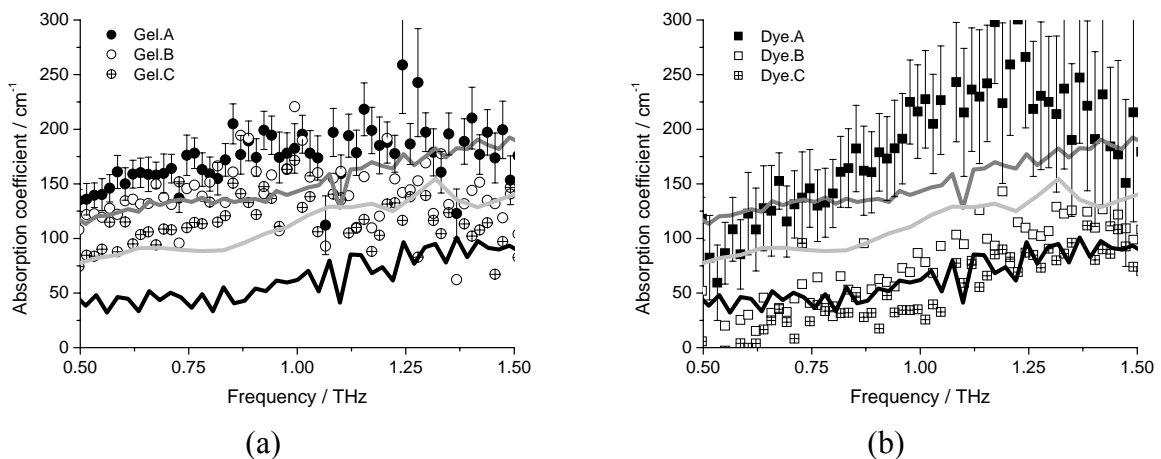 300
250
200
150
100
50
0
Absorption coefficient / cm⁻¹
Gel.A
Gel.B
Gel.C
0.50 0.75 1.00 1.25 1.50
Frequency / THz
(a)
300
250
200
150
100
50
0
Absorption coefficient / cm⁻¹
Dye.A
Dye.B
Dye.C
0.50 0.75 1.00 1.25 1.50
Frequency / THz
(b)